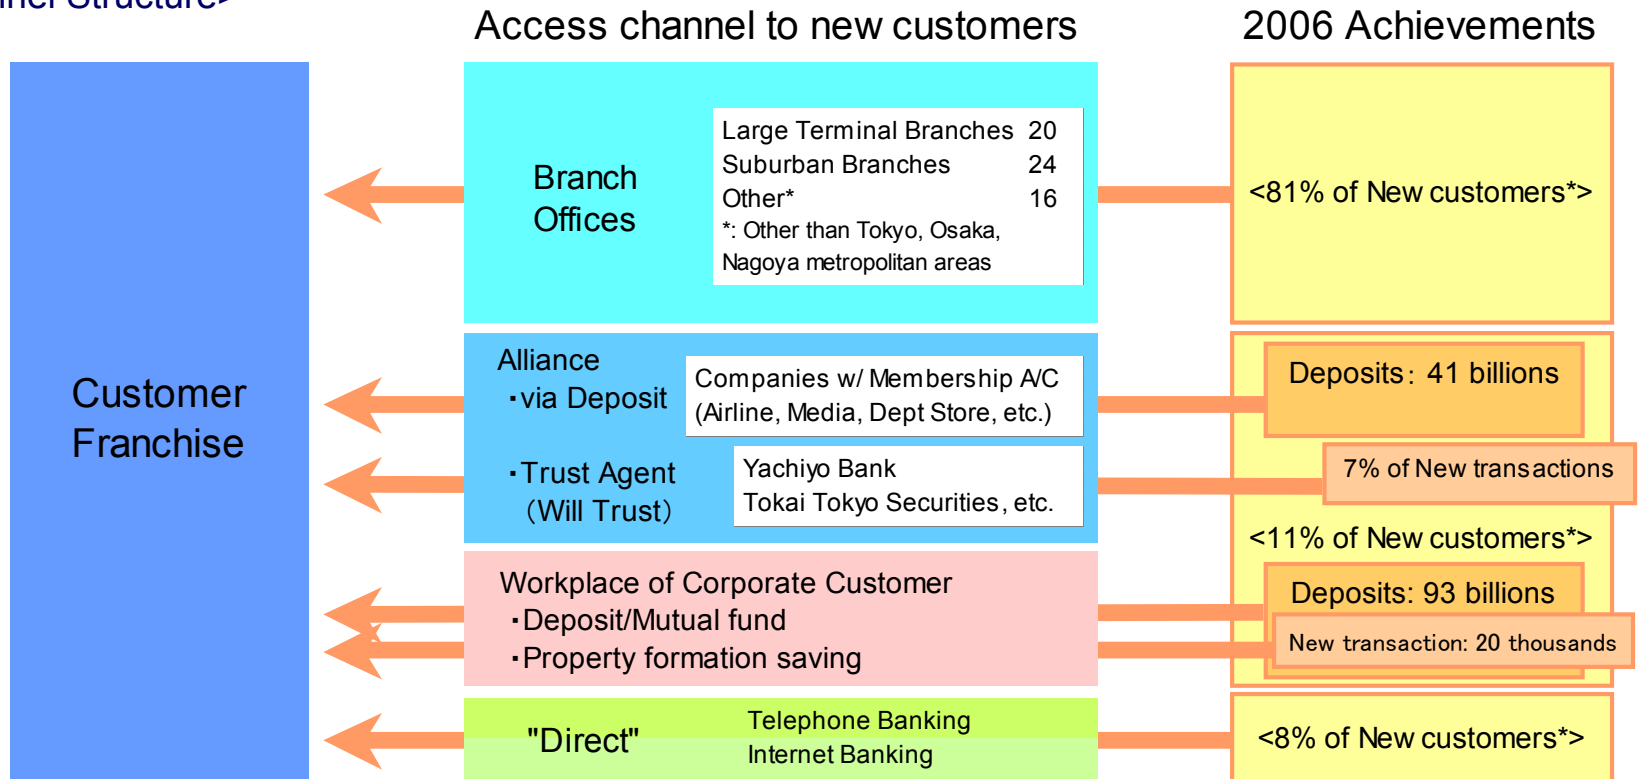 Structure>
Access channel to new customers
2006 Achievements
Customer
Franchise
Branch
Offices
Large Terminal Branches 20
Suburban Branches 24
Other* 16
*: Other than Tokyo, Osaka,
Nagoya metropolitan areas
<81% of New customers*>
Alliance
・via Deposit
Companies w/ Membership A/C
(Airline, Media, Dept Store, etc.)
Deposits: 41 billions
・Trust Agent
（Will Trust）
Yachiyo Bank
Tokai Tokyo Securities, etc.
7% of New transactions
<11% of New customers*>
Workplace of Corporate Customer
・Deposit/Mutual fund
・Property formation saving
Deposits: 93 billions
New transaction: 20 thousands
"Direct"
Telephone Banking
Internet Banking
<8% of New customers*>